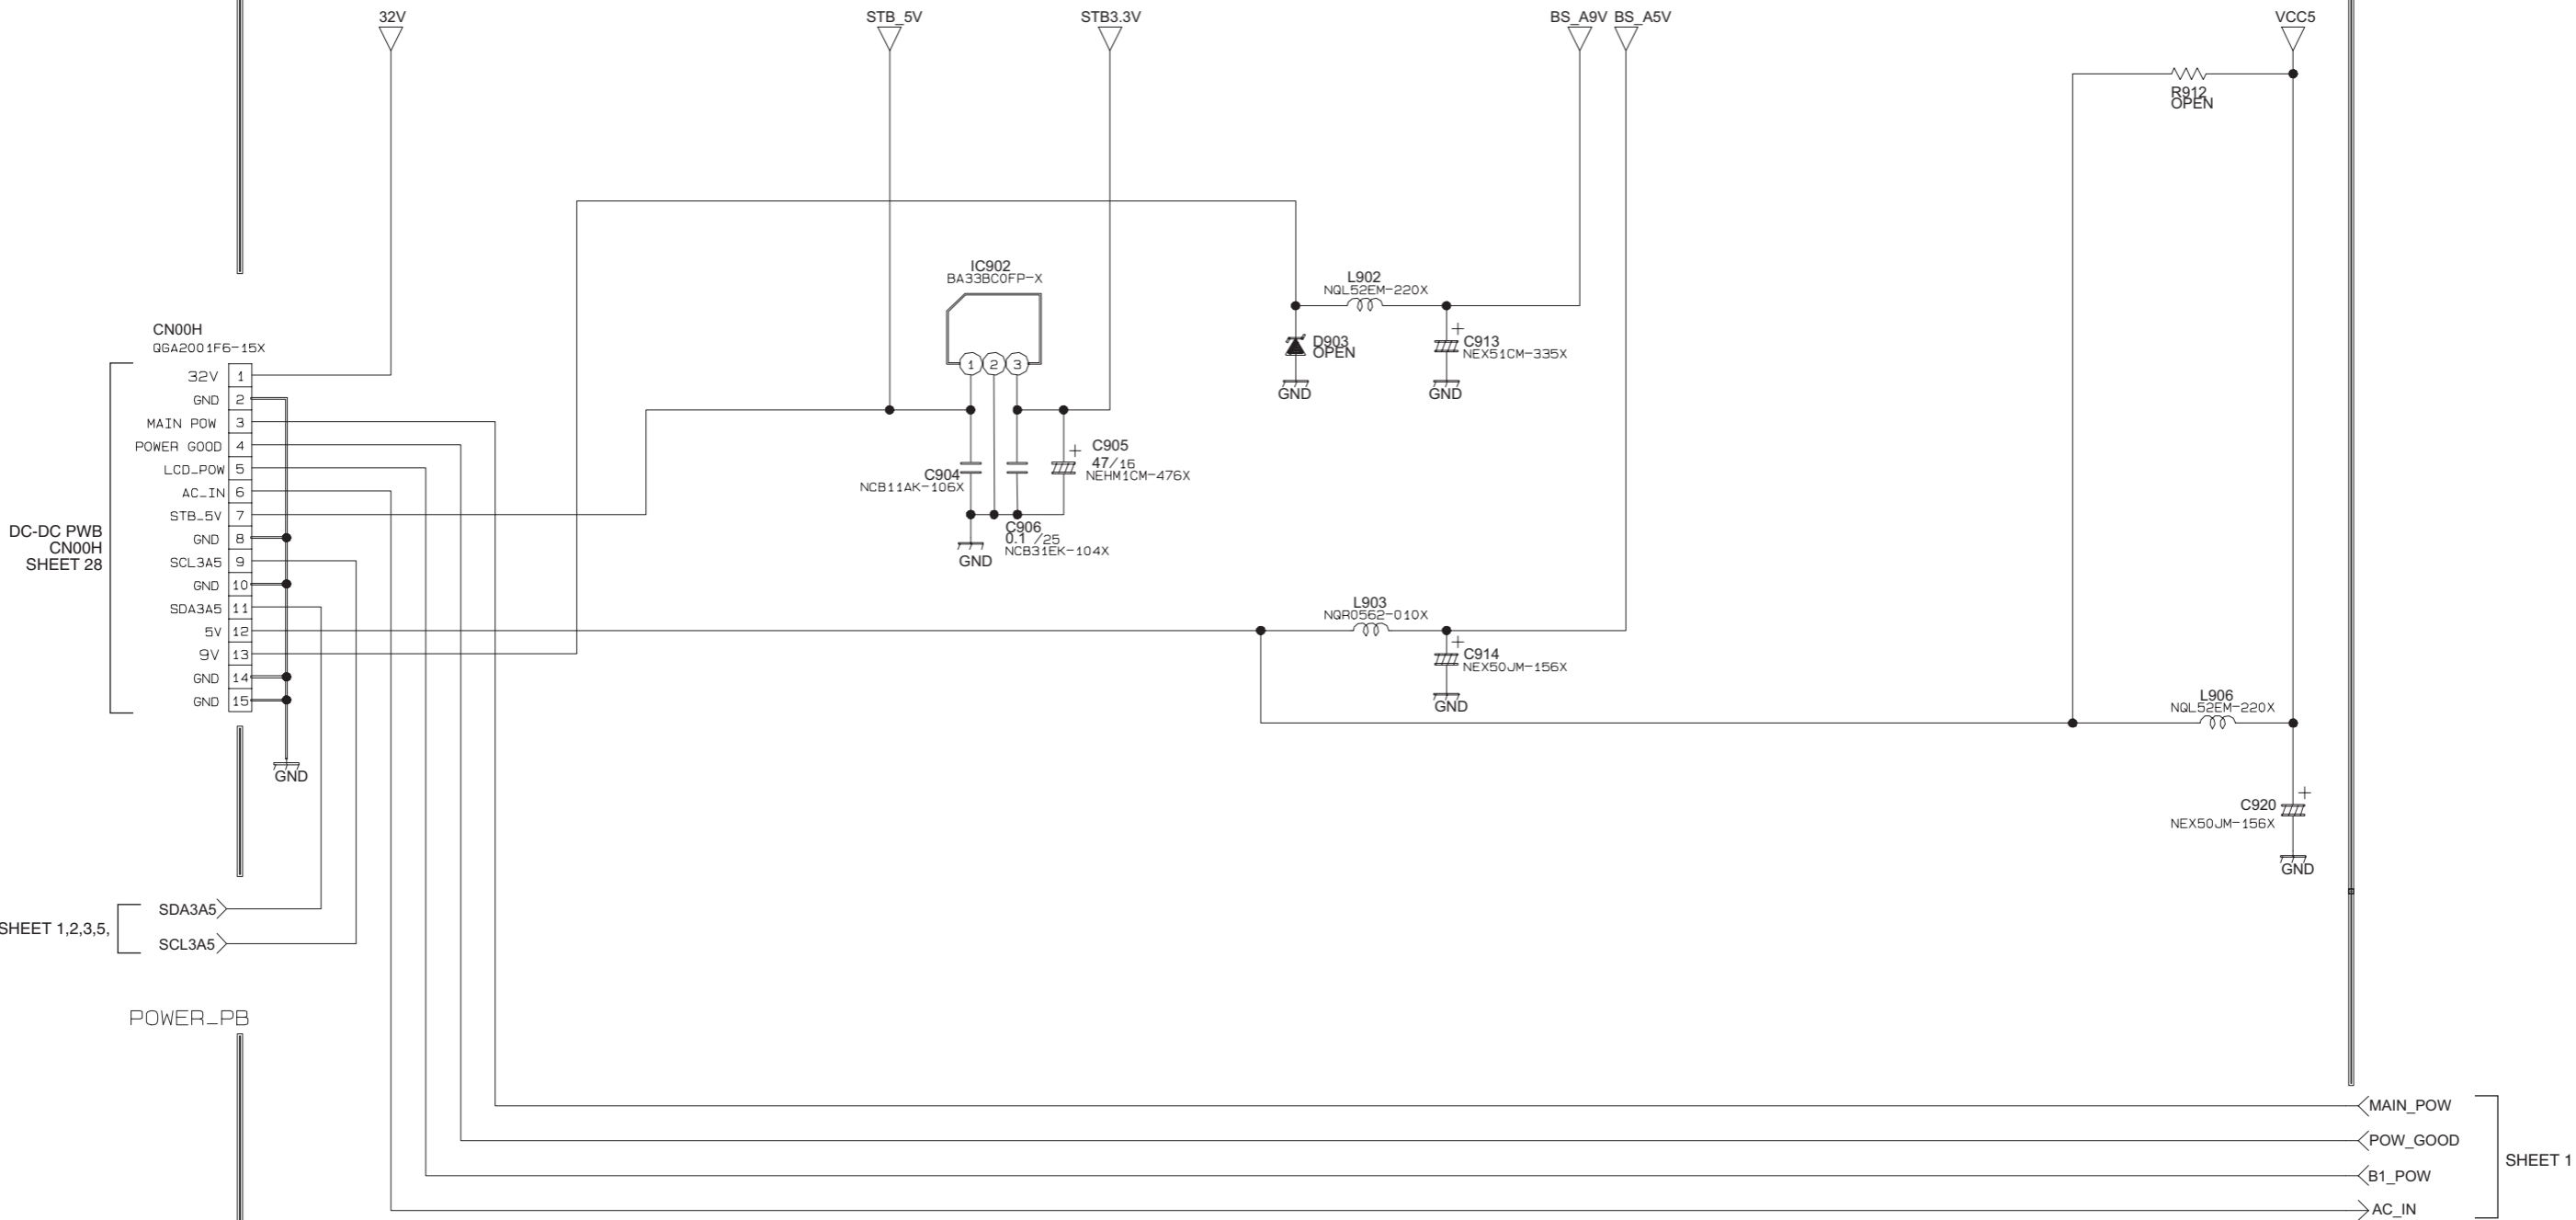 32V
STB_5V
STB3.3V
BS_A9V BS_A5V
VCC5
R912
OPEN
IC902
BA33BC0FP-X
1 2 3
L902
NQL52EM-220X
D903
OPEN
GND
C913
NEX51CM-335X
GND
CN00H
QGA2001F6-15X
32V 1
GND 2
MAIN POW 3
POWER GOOD 4
LCD_POW 5
AC_IN 6
STB_5V 7
GND 8
SCL3A5 9
GND 10
SDA3A5 11
5V 12
9V 13
GND 14
GND 15
DC-DC PWB
CN00H
SHEET 28
GND
C904
NCB11AK-106X
C905
47/16
NEHM1CM-476X
C906
0.1 /25
NCB31EK-104X
GND
L903
NQR0562-010X
C914
NEX50JM-156X
GND
L906
NQL52EM-220X
C920
NEX50JM-156X
GND
SHEET 1,2,3,5,
SDA3A5
SCL3A5
POWER_PB
MAIN_POW
POW_GOOD
B1_POW
AC_IN
SHEET 1